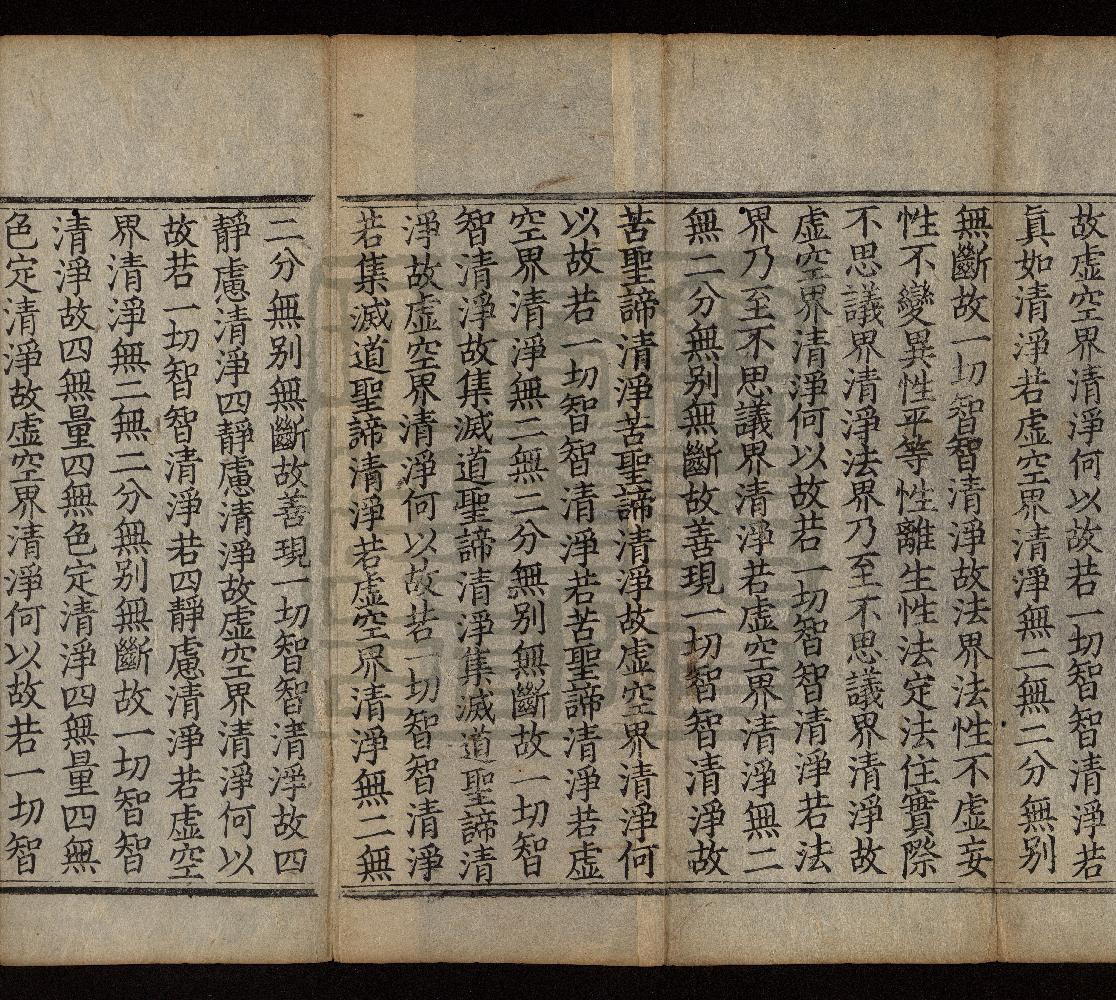 故虛空界清淨何以故若一切智智清淨若
真如清淨若虛空界清淨無二無二分無別
無斷故一切智智清淨故法界法性不虛妄
性不變異性平等性離生性法定法住實際
不思議界清淨法界乃至不思議界清淨故
虛空界清淨何以故若一切智智清淨若法
界乃至不思議界清淨若虛空界清淨無二
無二分無別無斷故善現一切智智清淨故
苦聖諦清淨苦聖諦清淨故虛空界清淨何
以故若一切智智清淨若苦聖諦清淨若虛
空界清淨無二無二分無別無斷故一切智
智清淨故集滅道聖諦清淨集滅道聖諦清
淨故虛空界清淨何以故若一切智智清淨
若集滅道聖諦清淨若虛空界清淨無二無
二分無別無斷故善現一切智智清淨故四
靜慮清淨四靜慮清淨故虛空界清淨何以
故若一切智智清淨若四靜慮清淨若虛空
界清淨無二無二分無別無斷故一切智智
清淨故四無量四無色定清淨四無量四無
色定清淨故虛空界清淨何以故若一切智